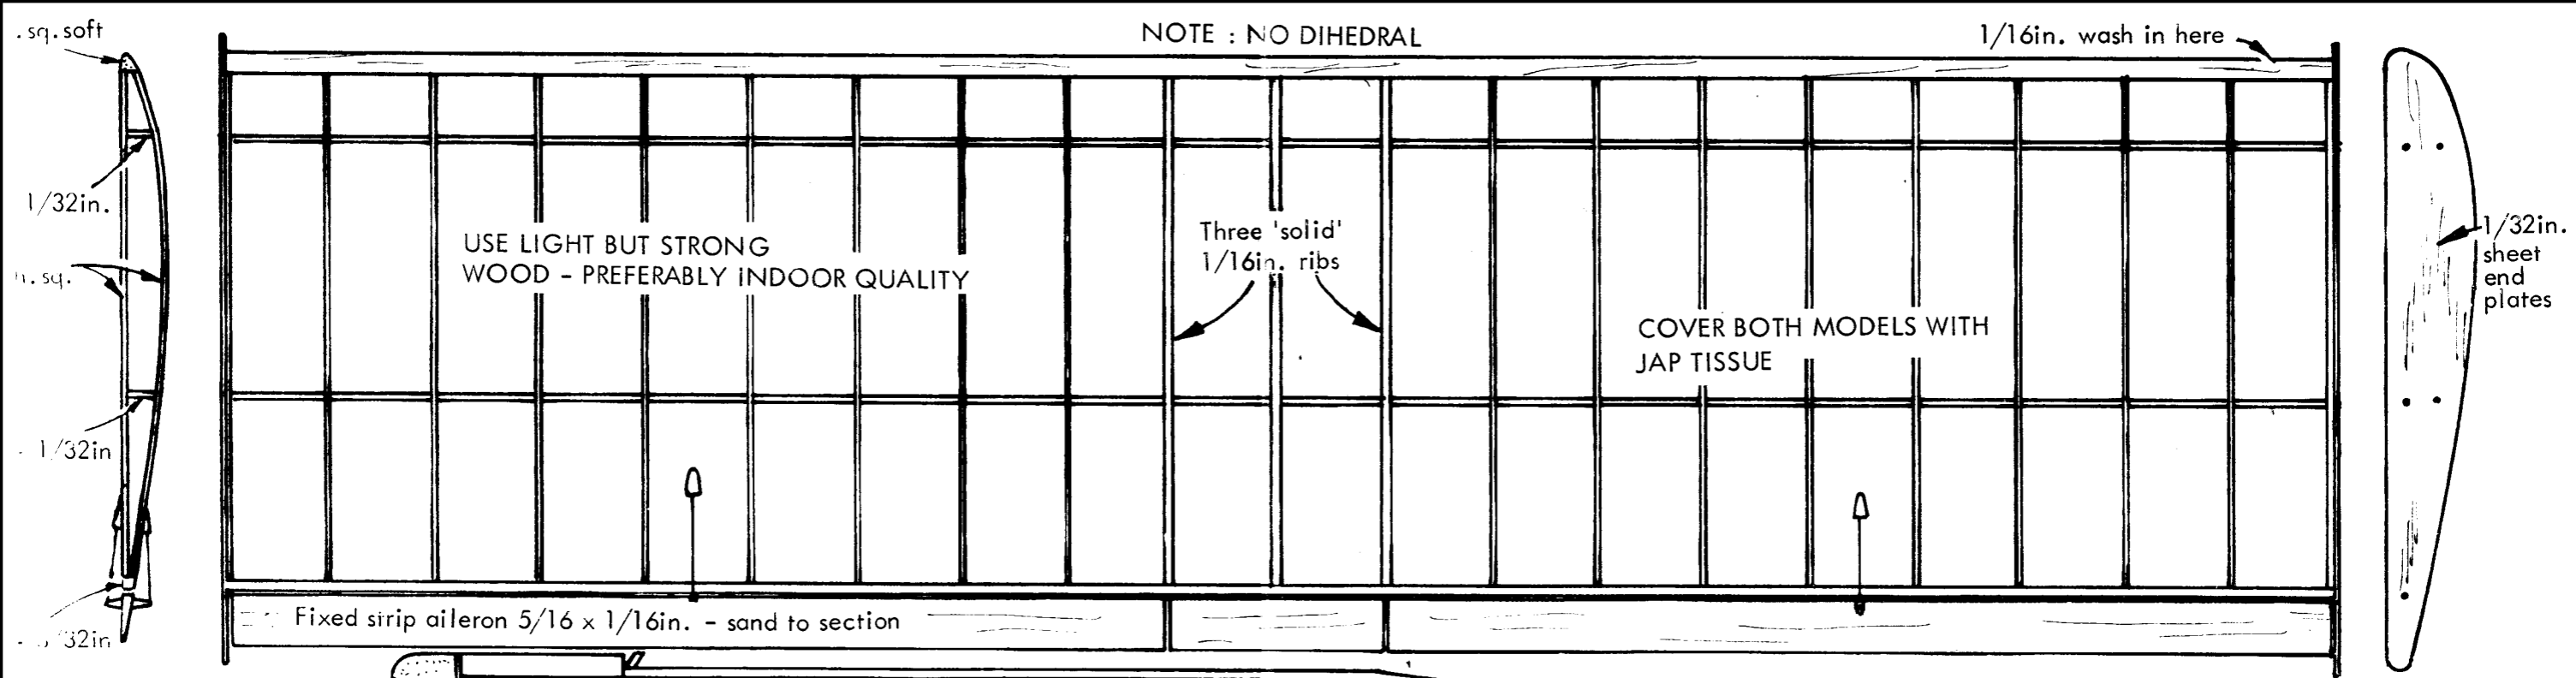 . sq. soft
NOTE : NO DIHEDRAL
1/16in. wash in here
1/32in.
USE LIGHT BUT STRONG
WOOD - PREFERABLY INDOOR QUALITY
Three 'solid'
1/16in. ribs
1/32in.
sheet
end
plates
sq.
COVER BOTH MODELS WITH
JAP TISSUE
1/32in
Fixed strip aileron 5/16 x 1/16in. - sand to section
32in